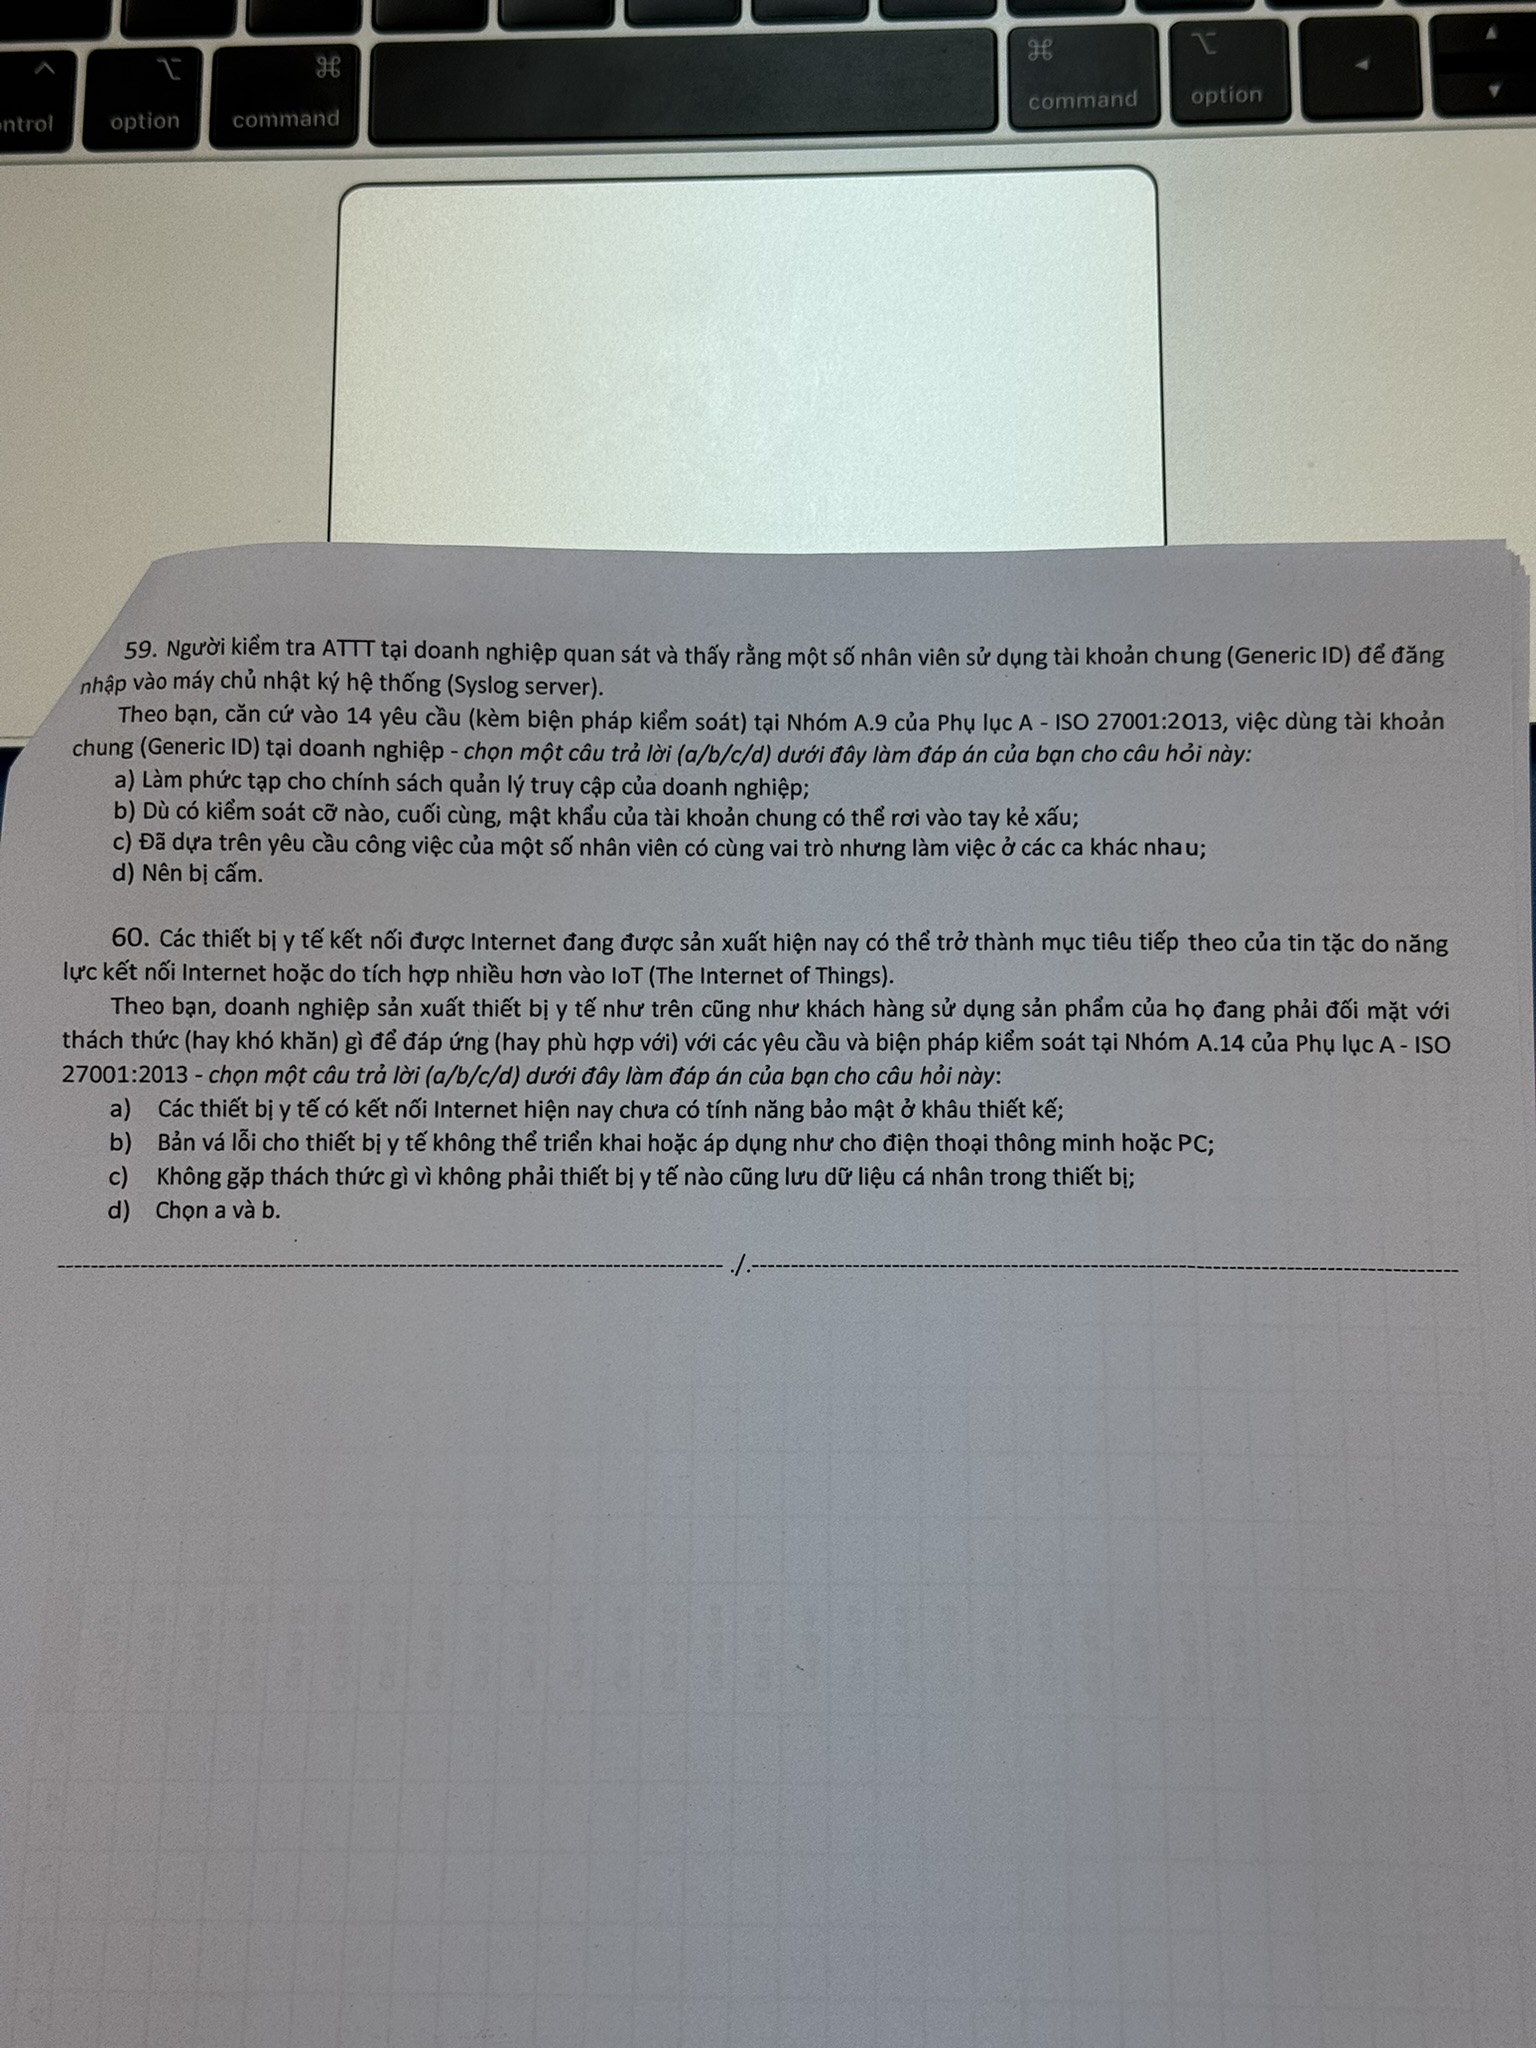 ntrol option command command option
59. Người kiểm tra ATTT tại doanh nghiệp quan sát và thấy rằng một số nhân viên sử dụng tài khoản chung (Generic ID) để đăng
nhập vào máy chủ nhật ký hệ thống (Syslog server).
Theo bạn, căn cứ vào 14 yêu cầu (kèm biện pháp kiểm soát) tại Nhóm A.9 của Phụ lục A - ISO 27001:2013, việc dùng tài khoản
chung (Generic ID) tại doanh nghiệp - chọn một câu trả lời (a/b/c/d) dưới đây làm đáp án của bạn cho câu hỏi này:
a) Làm phức tạp cho chính sách quản lý truy cập của doanh nghiệp;
b) Dù có kiểm soát cỡ nào, cuối cùng, mật khẩu của tài khoản chung có thể rơi vào tay kẻ xấu;
c) Đã dựa trên yêu cầu công việc của một số nhân viên có cùng vai trò nhưng làm việc ở các ca khác nhau;
d) Nên bị cấm.
60. Các thiết bị y tế kết nối được Internet đang được sản xuất hiện nay có thể trở thành mục tiêu tiếp theo của tin tặc do năng
lực kết nối Internet hoặc do tích hợp nhiều hơn vào IoT (The Internet of Things).
Theo bạn, doanh nghiệp sản xuất thiết bị y tế như trên cũng như khách hàng sử dụng sản phẩm của họ đang phải đối mặt với
thách thức (hay khó khăn) gì để đáp ứng (hay phù hợp với) với các yêu cầu và biện pháp kiểm soát tại Nhóm A.14 của Phụ lục A - ISO
27001:2013 - chọn một câu trả lời (a/b/c/d) dưới đây làm đáp án của bạn cho câu hỏi này:
a) Các thiết bị y tế có kết nối Internet hiện nay chưa có tính năng bảo mật ở khâu thiết kế;
b) Bản vá lỗi cho thiết bị y tế không thể triển khai hoặc áp dụng như cho điện thoại thông minh hoặc PC;
c) Không gặp thách thức gì vì không phải thiết bị y tế nào cũng lưu dữ liệu cá nhân trong thiết bị;
d) Chọn a và b.
./.